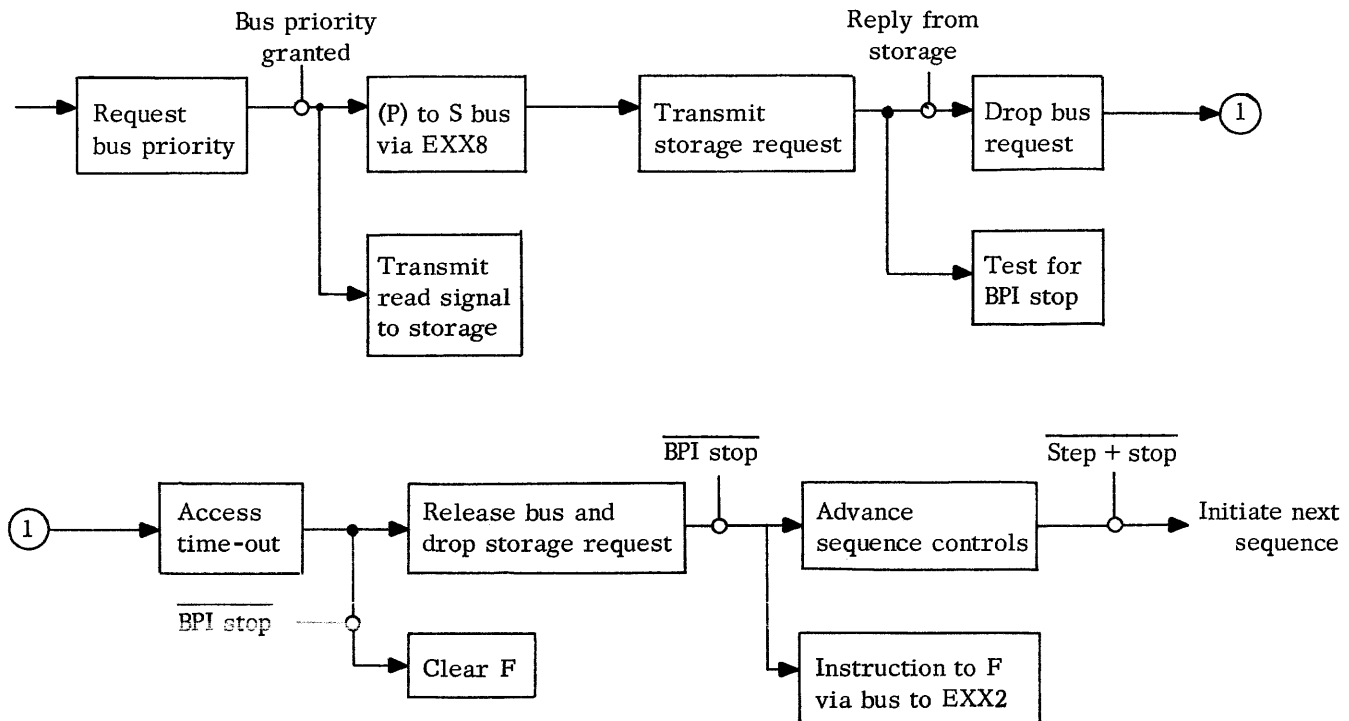 Bus priority
granted
Reply from
storage
Request
bus priority
(P) to S bus
via EXX8
Transmit
storage request
Drop bus
request
1
Transmit
read signal
to storage
Test for
BPI stop
BPI stop
Step + stop
1
Access
time-out
Release bus and
drop storage request
Advance
sequence controls
Initiate next
sequence
BPI stop
Clear F
Instruction to F
via bus to EXX2